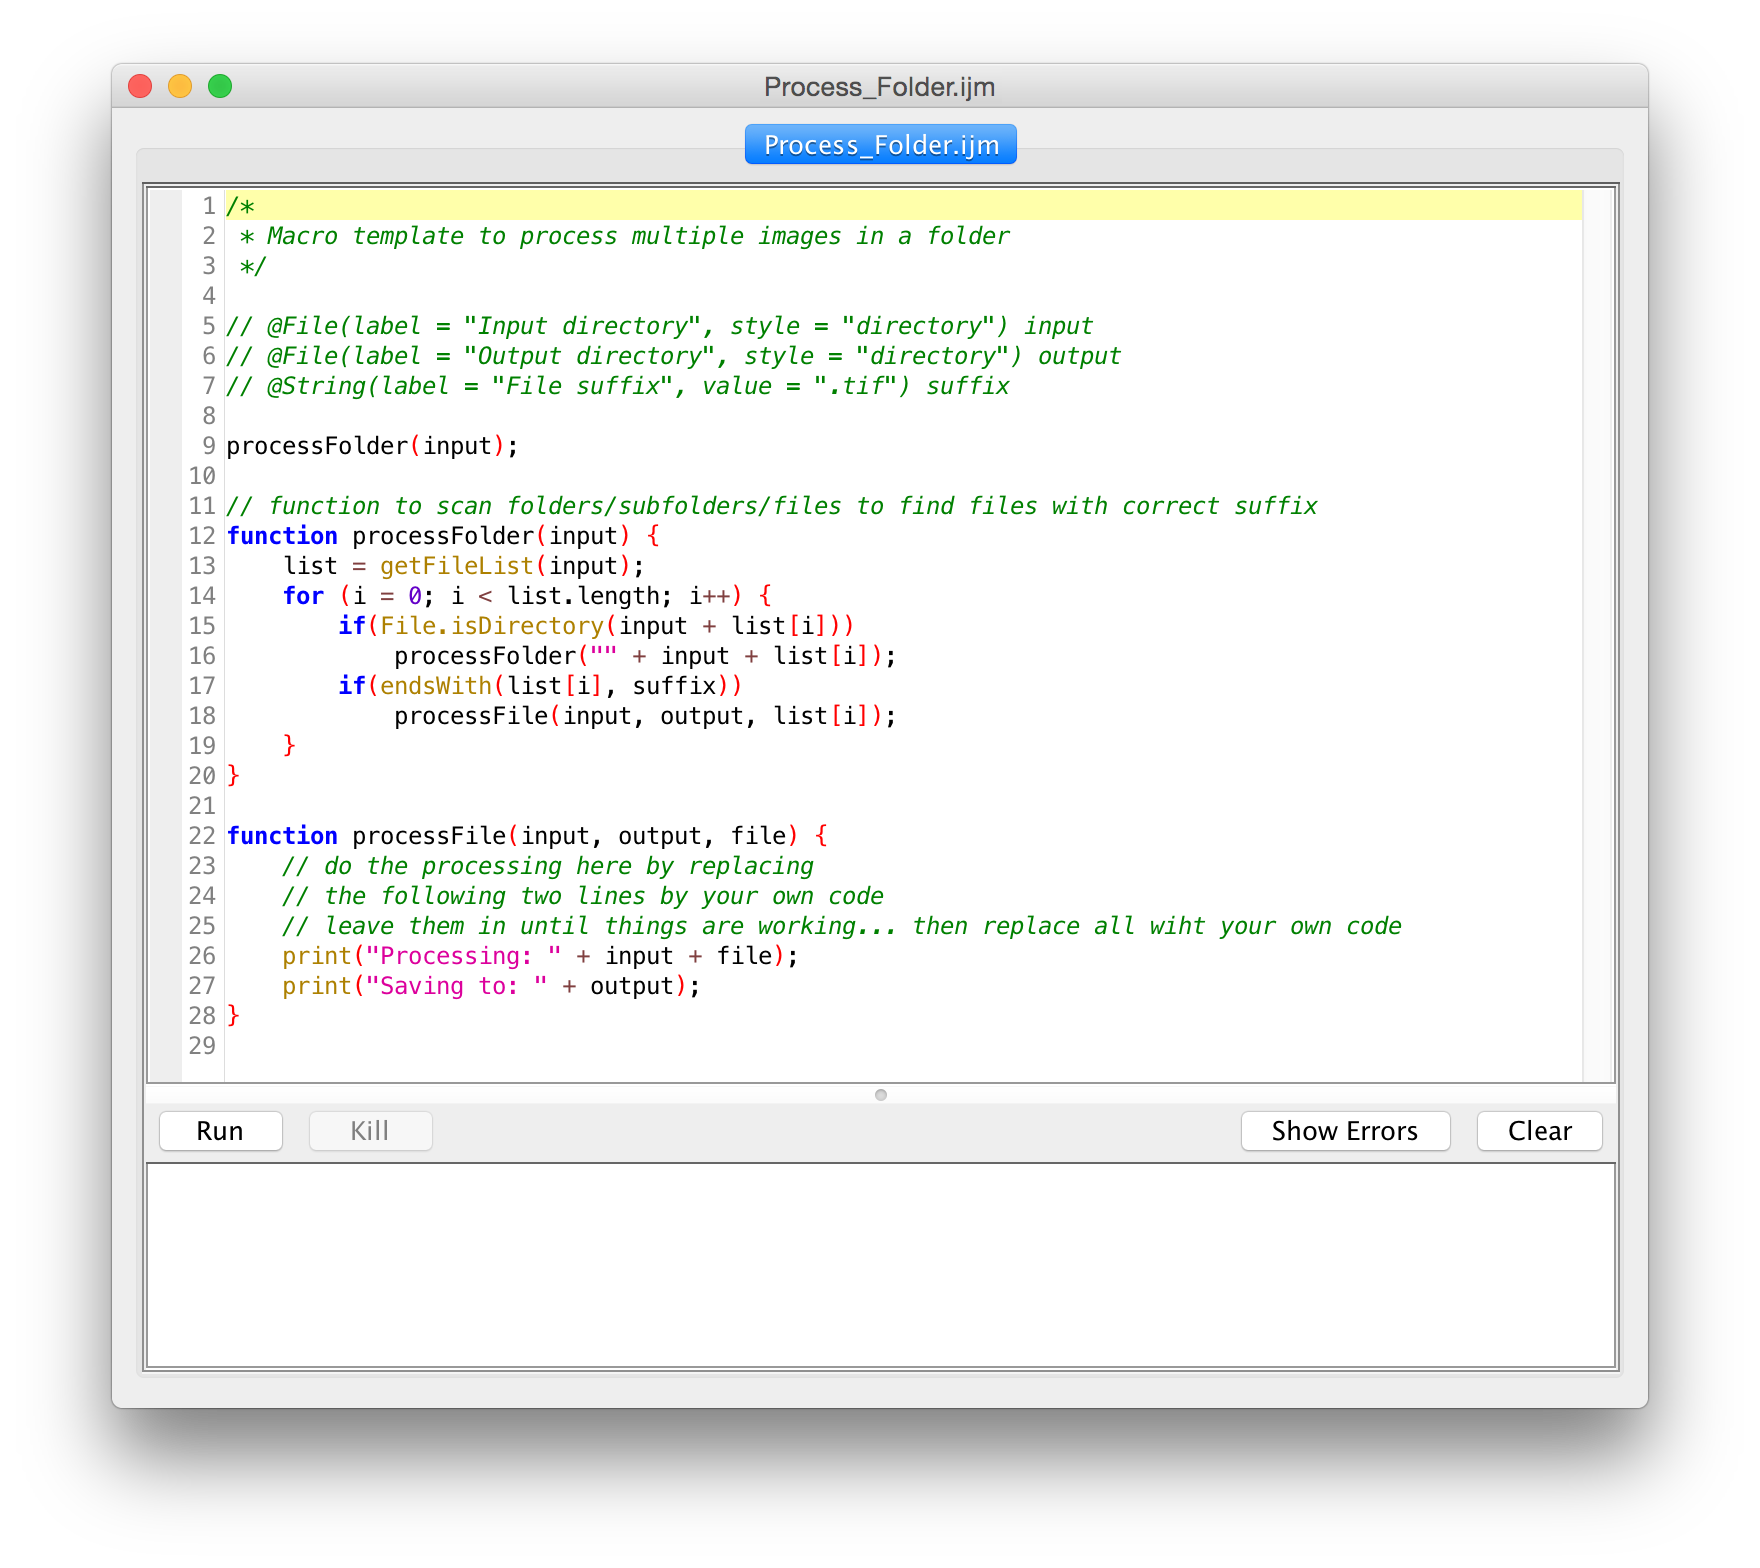 Process_Folder.ijm
Process_Folder.ijm
1 /*
2  * Macro template to process multiple images in a folder
3  */
4
5 // @File(label = "Input directory", style = "directory") input
6 // @File(label = "Output directory", style = "directory") output
7 // @String(label = "File suffix", value = ".tif") suffix
8
9 processFolder(input);
10
11 // function to scan folders/subfolders/files to find files with correct suffix
12 function processFolder(input) {
13     list = getFileList(input);
14     for (i = 0; i < list.length; i++) {
15         if(File.isDirectory(input + list[i]))
16             processFolder("" + input + list[i]);
17         if(endsWith(list[i], suffix))
18             processFile(input, output, list[i]);
19     }
20 }
21
22 function processFile(input, output, file) {
23     // do the processing here by replacing
24     // the following two lines by your own code
25     // leave them in until things are working... then replace all wiht your own code
26     print("Processing: " + input + file);
27     print("Saving to: " + output);
28 }
29
Run Kill Show Errors Clear